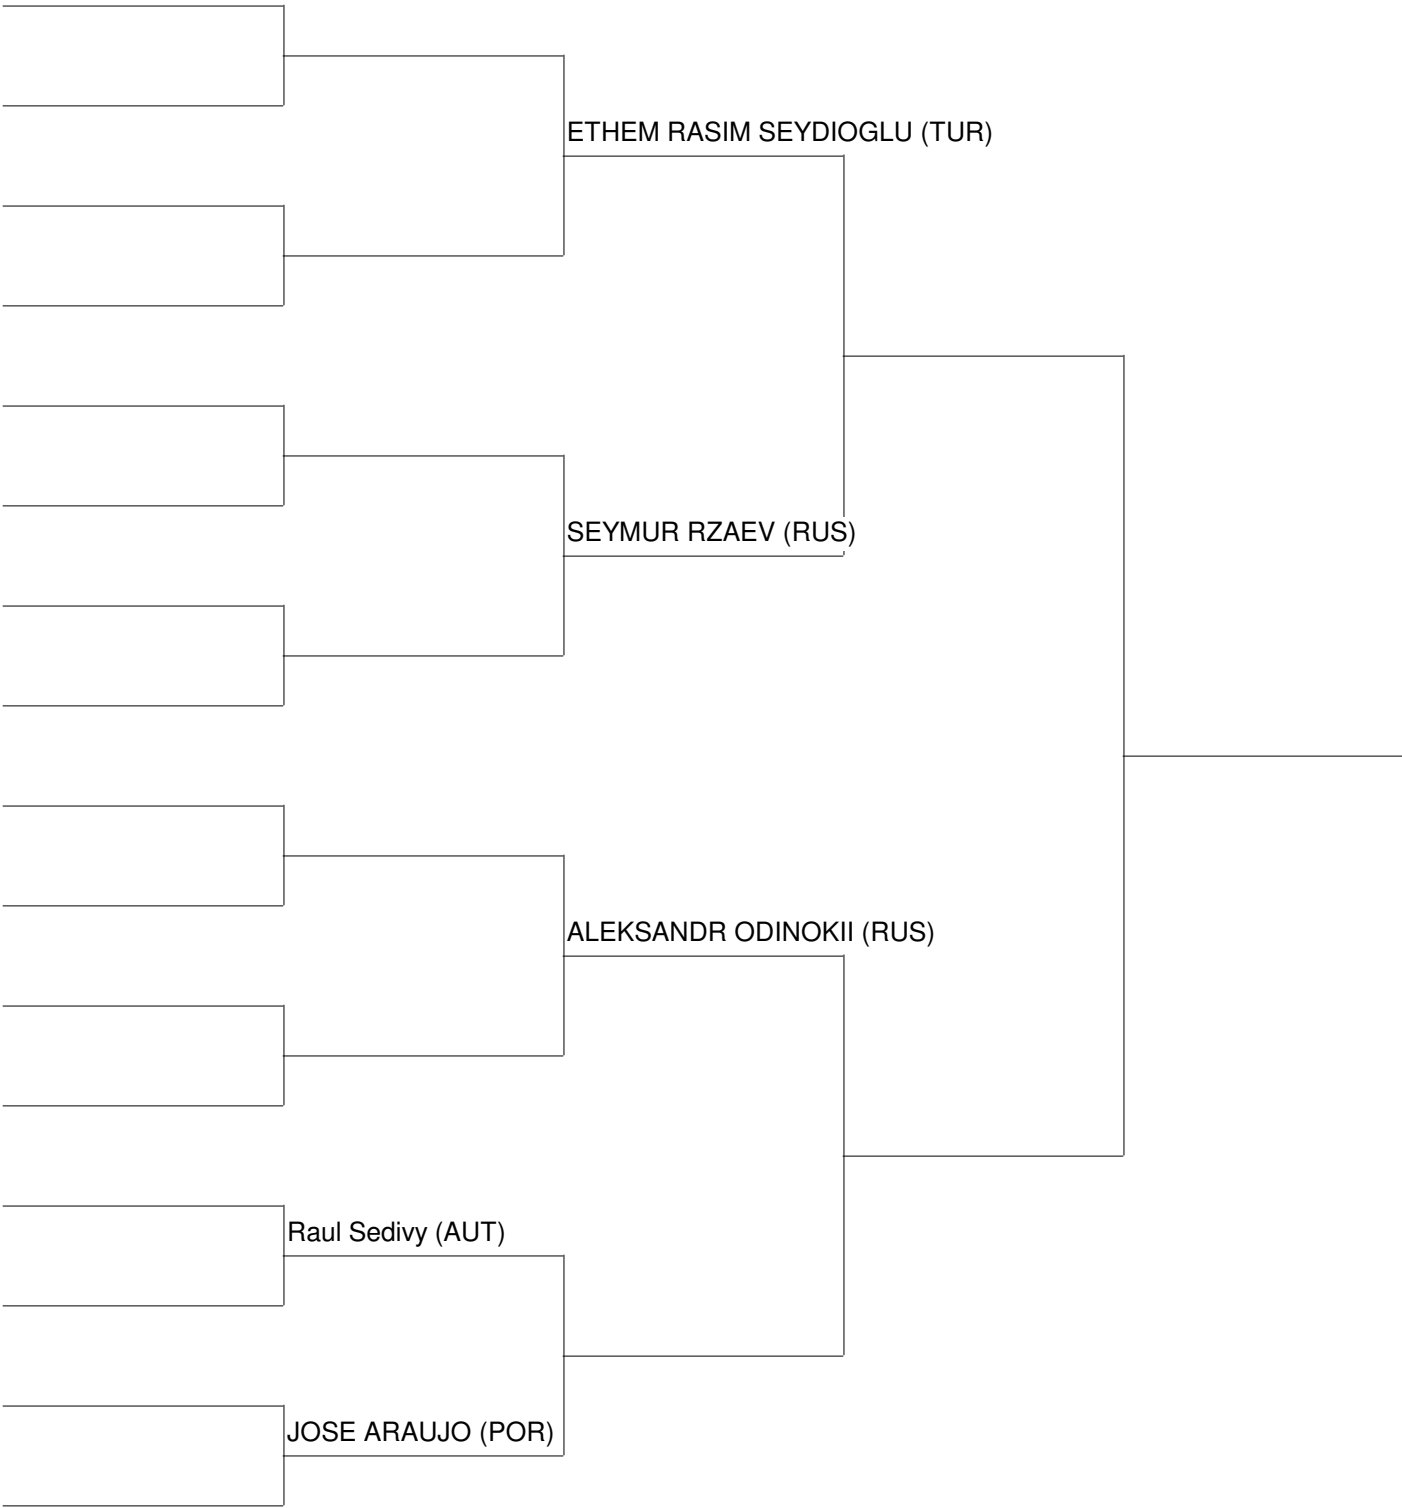 ETHEM RASIM SEYDIOGLU (TUR)
SEYMUR RZAEV (RUS)
ALEKSANDR ODINOKII (RUS)
Raul Sedivy (AUT)
JOSE ARAUJO (POR)